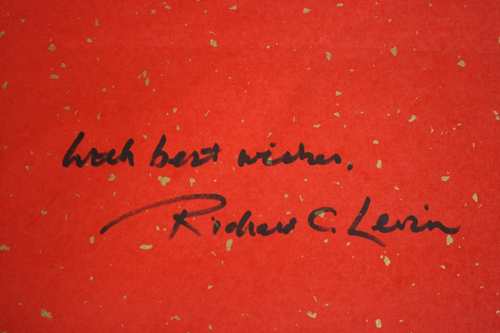 With best wishes,
Richard C. Levin